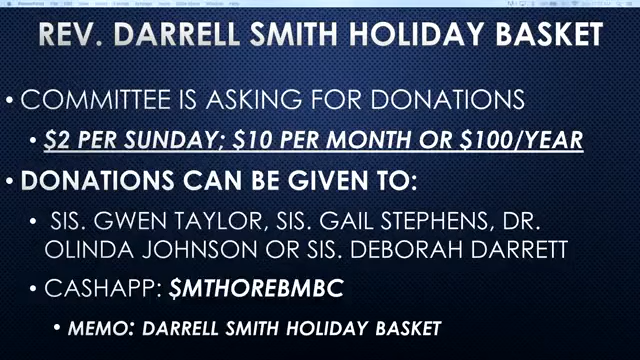 REV. DARRELL SMITH HOLIDAY BASKET
• COMMITTEE IS ASKING FOR DONATIONS
• $2 PER SUNDAY; $10 PER MONTH OR $100/YEAR
• DONATIONS CAN BE GIVEN TO:
• SIS. GWEN TAYLOR, SIS. GAIL STEPHENS, DR.
OLINDA JOHNSON OR SIS. DEBORAH DARRETT
• CASHAPP: $MTHOREBMBC
• MEMO: DARRELL SMITH HOLIDAY BASKET